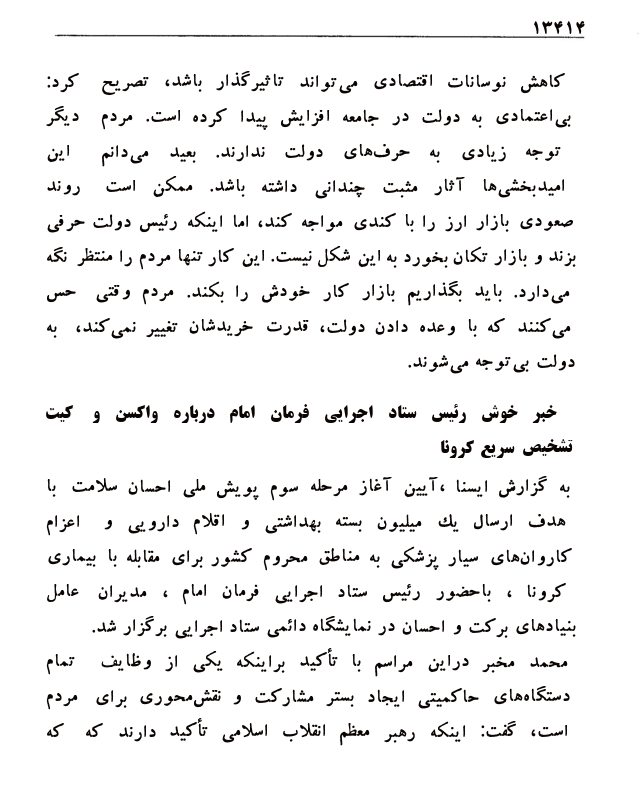 ۱۳۴۱۴
کاهش نوسانات اقتصادی می‌تواند تاثیرگذار باشد، تصریح کرد:
بی‌اعتمادی به دولت در جامعه افزایش پیدا کرده است. مردم دیگر
توجه زیادی به حرف‌های دولت ندارند. بعید می‌دانم این
امیدبخشی‌ها آثار مثبت چندانی داشته باشد. ممکن است روند
صعودی بازار ارز را با کندی مواجه کند، اما اینکه رئیس دولت حرفی
بزند و بازار تکان بخورد به این شکل نیست. این کار تنها مردم را منتظر نگه
می‌دارد. باید بگذاریم بازار کار خودش را بکند. مردم وقتی حس
می‌کنند که با وعده دادن دولت، قدرت خریدشان تغییر نمی‌کند، به
دولت بی‌توجه می‌شوند.
خبر خوش رئیس ستاد اجرایی فرمان امام درباره واکسن و کیت
تشخیص سریع کرونا
به گزارش ایسنا ،آیین آغاز مرحله سوم پویش ملی احسان سلامت با
هدف ارسال یك میلیون بسته بهداشتی و اقلام دارویی و اعزام
کاروان‌های سیار پزشکی به مناطق محروم کشور برای مقابله با بیماری
کرونا ، باحضور رئیس ستاد اجرایی فرمان امام ، مدیران عامل
بنیادهای برکت و احسان در نمایشگاه دائمی ستاد اجرایی برگزار شد.
محمد مخبر دراین مراسم با تأکید براینکه یکی از وظایف تمام
دستگاه‌های حاکمیتی ایجاد بستر مشارکت و نقش‌محوری برای مردم
است، گفت: اینکه رهبر معظم انقلاب اسلامی تأکید دارند که که